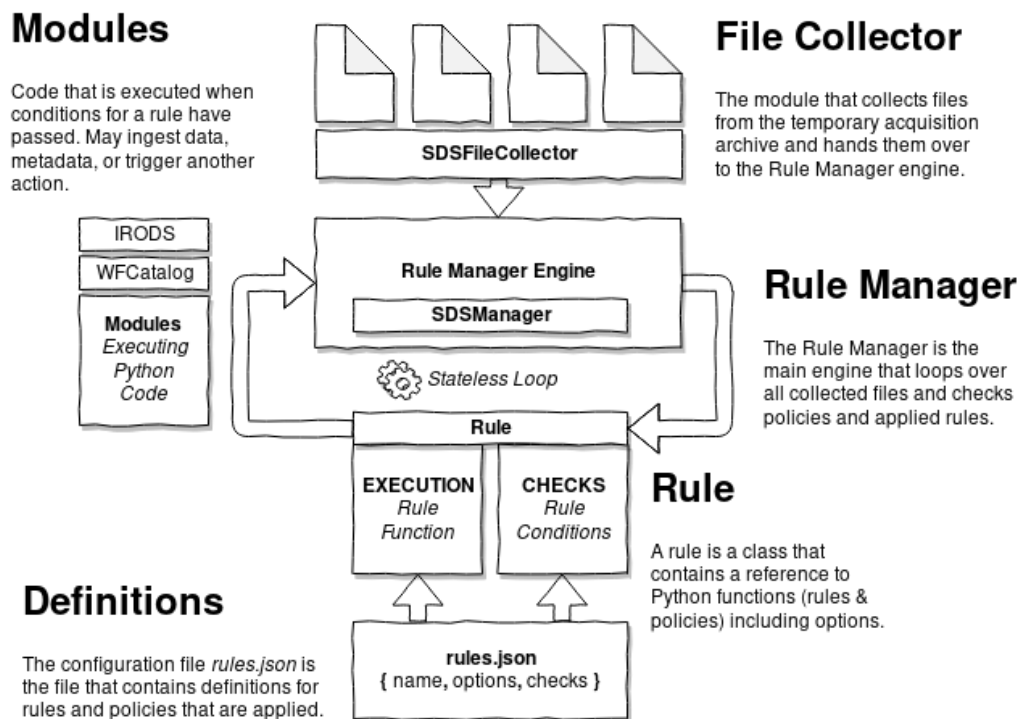 Modules
Code that is executed when
conditions for a rule have
passed. May ingest data,
metadata, or trigger another
action.
SDSFileCollector
File Collector
The module that collects files
from the temporary acquisition
archive and hands them over
to the Rule Manager engine.
IRODS
WFCatalog
Modules
Executing
Python
Code
Rule Manager Engine
SDSManager
Stateless Loop
Rule Manager
The Rule Manager is the
main engine that loops over
all collected files and checks
policies and applied rules.
Rule
EXECUTION
Rule
Function
CHECKS
Rule
Conditions
Rule
A rule is a class that
contains a reference to
Python functions (rules &
policies) including options.
Definitions
The configuration file rules.json is
the file that contains definitions for
rules and policies that are applied.
rules.json
{ name, options, checks }